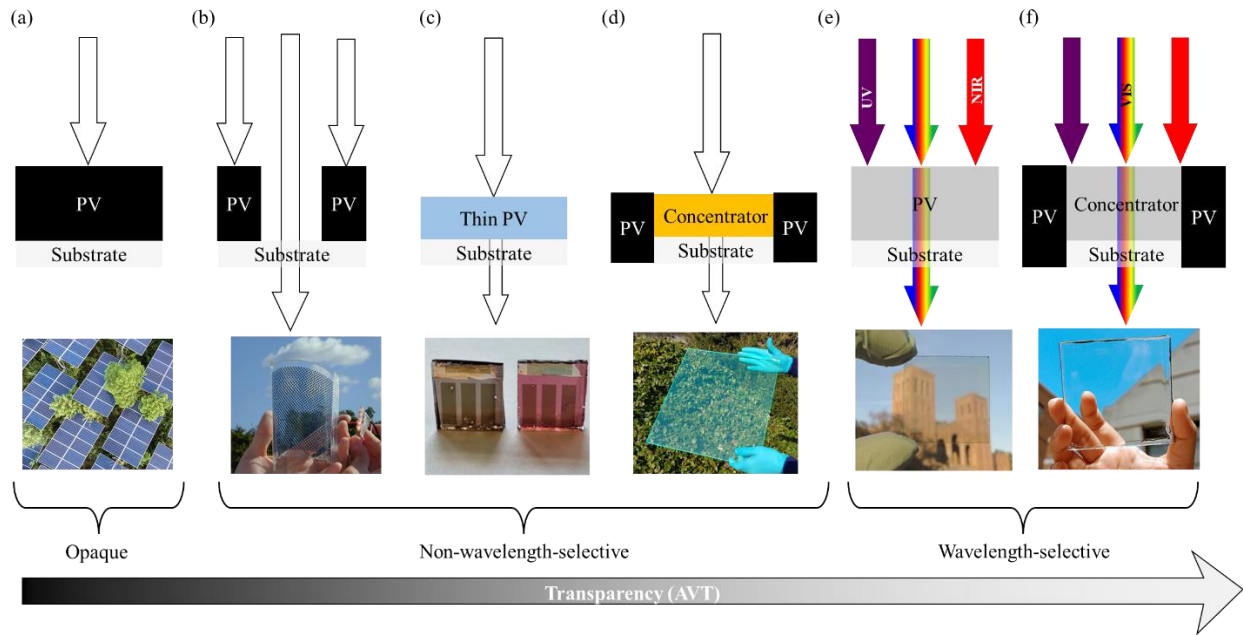 (a)
(b)
(c)
(d)
(e)
(f)
UV
NIR
VIS
PV
Substrate
PV
PV
Substrate
Thin PV
Substrate
PV
Concentrator
PV
Substrate
PV
Substrate
PV
Concentrator
PV
Substrate
Opaque
Non-wavelength-selective
Wavelength-selective
Transparency (AVT)